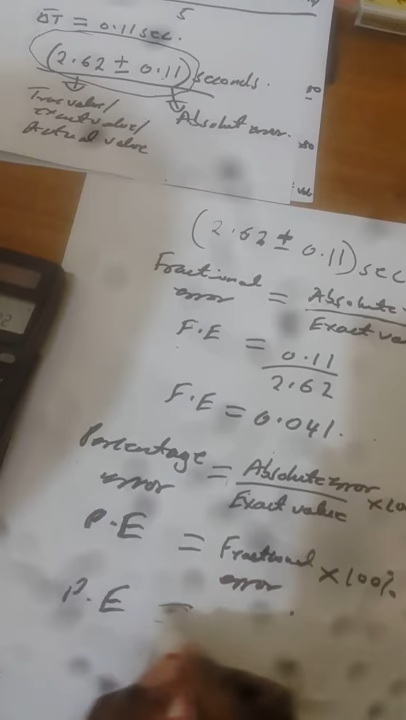 5
ΔT = 0.11 sec.
(2.62 ± 0.11) seconds.
True value/
exact value/
Actual value
Absolut error.
(2.62 ± 0.11) sec
Fractional error = Absolute
Exact va
F.E = 0.11
2.62
F.E = 0.041.
Percentage error = Absolute error × 100
Exact value
P.E = Fractional error × 100%
P.E =